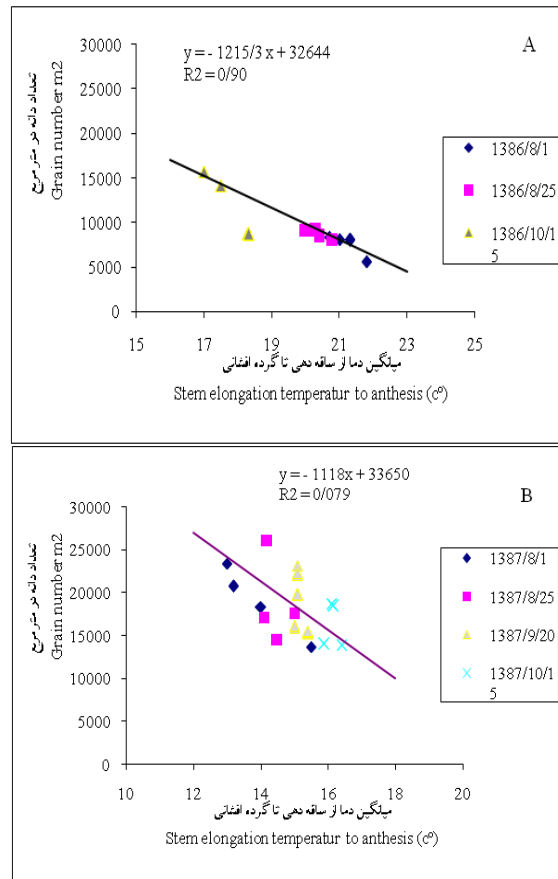 A
y = - 1215/3 x + 32644
R2 = 0/90
30000
25000
20000
15000
10000
5000
0
تعداد دانه در متر مربع
Grain number m2
1386/8/1
1386/8/25
1386/10/1
5
15
17
19
21
23
25
میانگین دما از ساقه دهی تا گرده افشانی
Stem elongation temperatur to anthesis (c°)
B
y = - 1118x + 33650
R2 = 0/079
30000
25000
20000
15000
10000
5000
0
تعداد دانه در متر مربع
Grain number m2
1387/8/1
1387/8/25
1387/9/20
1387/10/1
5
10
12
14
16
18
20
میانگین دما از ساقه دهی تا گرده افشانی
Stem elongation temperatur to anthesis (c°)